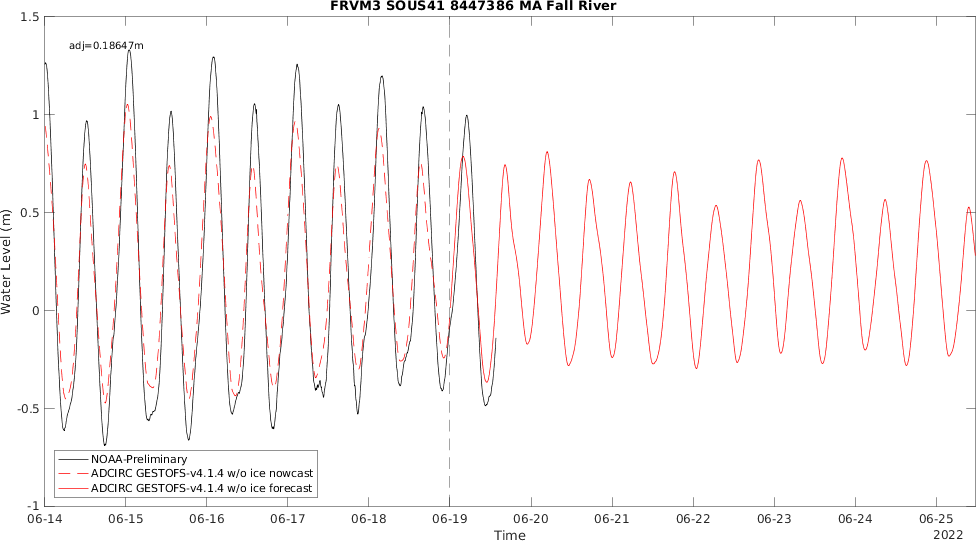 FRVM3 SOUS41 8447386 MA Fall River
adj=0.18647m
Water Level (m)
1.5
1
0.5
0
-0.5
-1
NOAA-Preliminary
ADCIRC GESTOFS-v4.1.4 w/o ice nowcast
ADCIRC GESTOFS-v4.1.4 w/o ice forecast
06-14 06-15 06-16 06-17 06-18 06-19 06-20 06-21 06-22 06-23 06-24 06-25
Time
2022